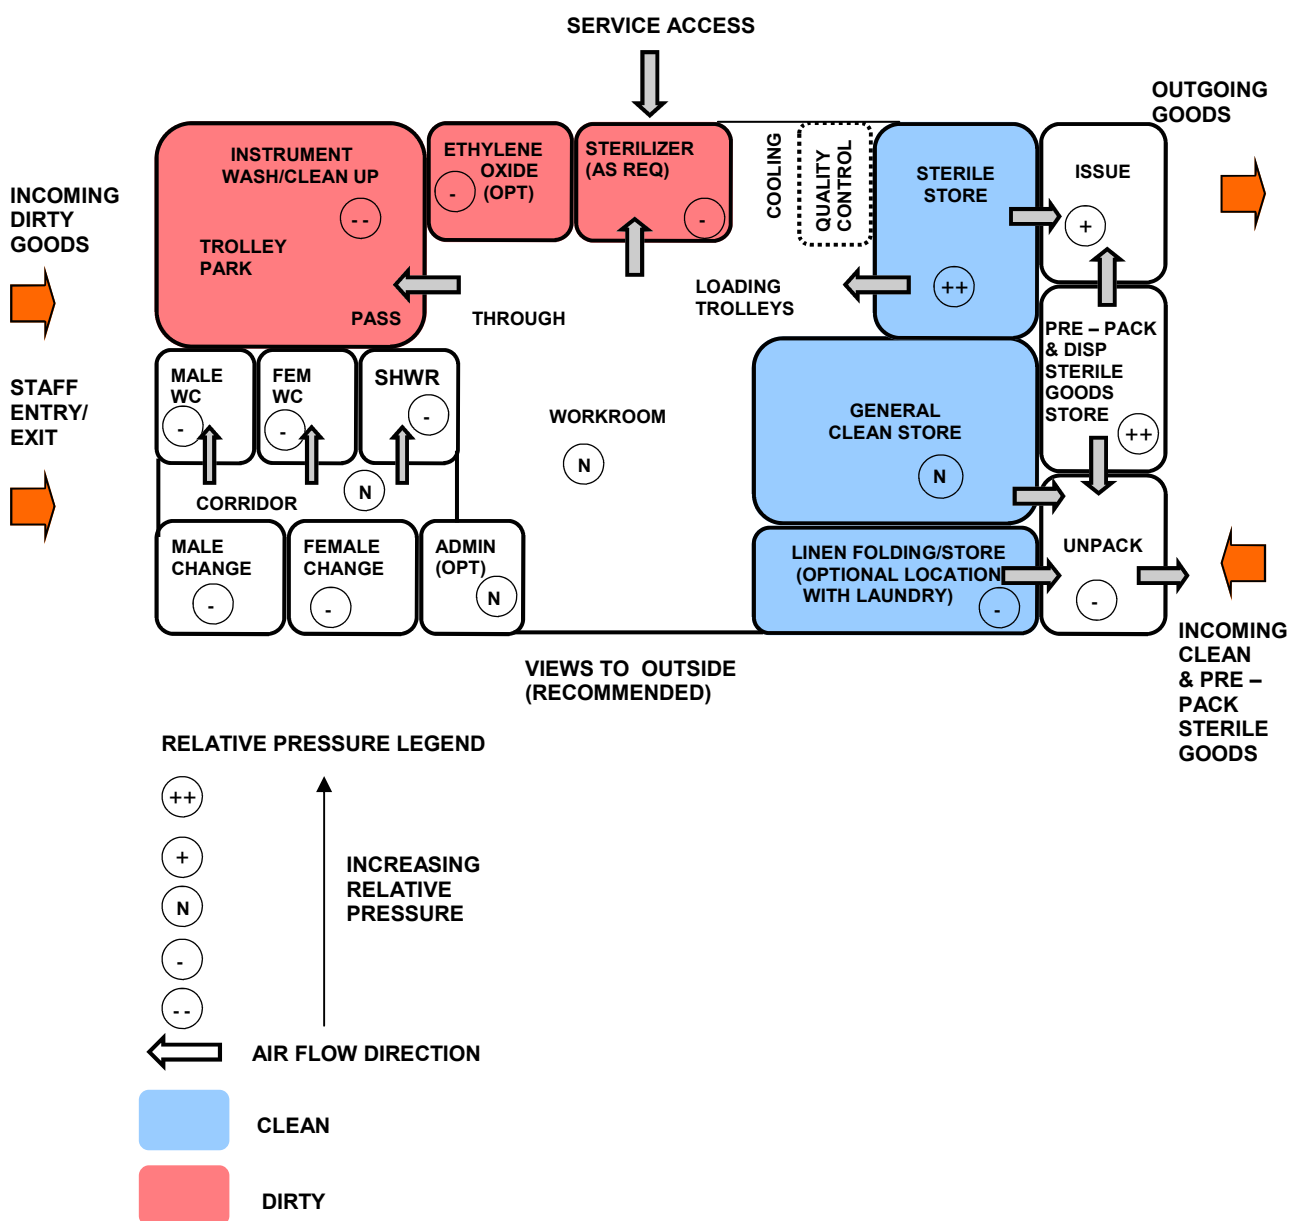 SERVICE ACCESS
OUTGOING
GOODS
INCOMING
DIRTY
GOODS
INSTRUMENT
WASH/CLEAN UP
--
TROLLEY
PARK
PASS
THROUGH
ETHYLENE
OXIDE
(OPT)
-
STERILIZER
(AS REQ)
-
COOLING
QUALITY
CONTROL
LOADING
TROLLEYS
STERILE
STORE
++
ISSUE
+
PRE – PACK
& DISP
STERILE
GOODS
STORE
++
STAFF
ENTRY/
EXIT
MALE
WC
-
FEM
WC
-
SHWR
-
WORKROOM
N
GENERAL
CLEAN STORE
N
CORRIDOR
N
MALE
CHANGE
-
FEMALE
CHANGE
-
ADMIN
(OPT)
N
LINEN FOLDING/STORE
(OPTIONAL LOCATION
WITH LAUNDRY)
-
UNPACK
-
INCOMING
CLEAN
& PRE –
PACK
STERILE
GOODS
VIEWS TO OUTSIDE
(RECOMMENDED)
RELATIVE PRESSURE LEGEND
++
+
N
-
--
INCREASING
RELATIVE
PRESSURE
AIR FLOW DIRECTION
CLEAN
DIRTY